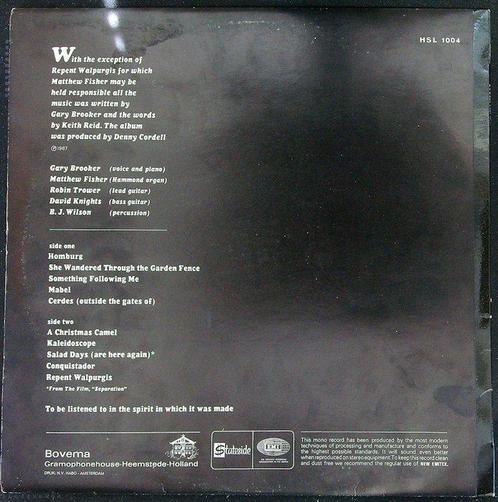 HSL 1004
With the exception of
Repent Walpurgis for which
Matthew Fisher may be
held responsible all the
music was written by
Gary Brooker and the words
by Keith Reid. The album
was produced by Denny Cordell
℗1967
Gary Brooker (voice and piano)
Matthew Fisher (Hammond organ)
Robin Trower (lead guitar)
David Knights (bass guitar)
B. J. Wilson (percussion)
side one
Homburg
She Wandered Through the Garden Fence
Something Following Me
Mabel
Cerdes (outside the gates of)
side two
A Christmas Camel
Kaleidoscope
Salad Days (are here again)*
Conquistador
Repent Walpurgis
*From The Film, "Separation"
To be listened to in the spirit in which it was made
Bovema
Gramophonehouse-Heemstede-Holland
DRUK: N.V. HABO - AMSTERDAM
Stateside
EMI
This mono record has been produced by the most modern
techniques of processing and manufacture and conforms to
the highest possible standards. It will sound even better
when reproduced on stereo equipment. To keep this record clean
and dust free we recommend the regular use of NEW EMITEX.